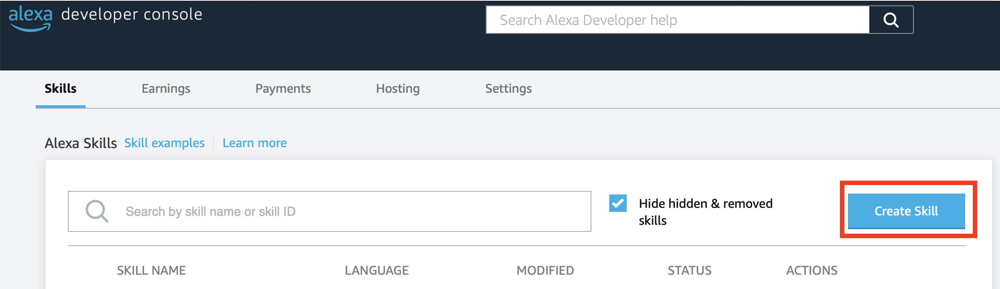 alexa developer console
Search Alexa Developer help
Skills Earnings Payments Hosting Settings
Alexa Skills Skill examples Learn more
Search by skill name or skill ID
Hide hidden & removed
skills
Create Skill
SKILL NAME LANGUAGE MODIFIED STATUS ACTIONS